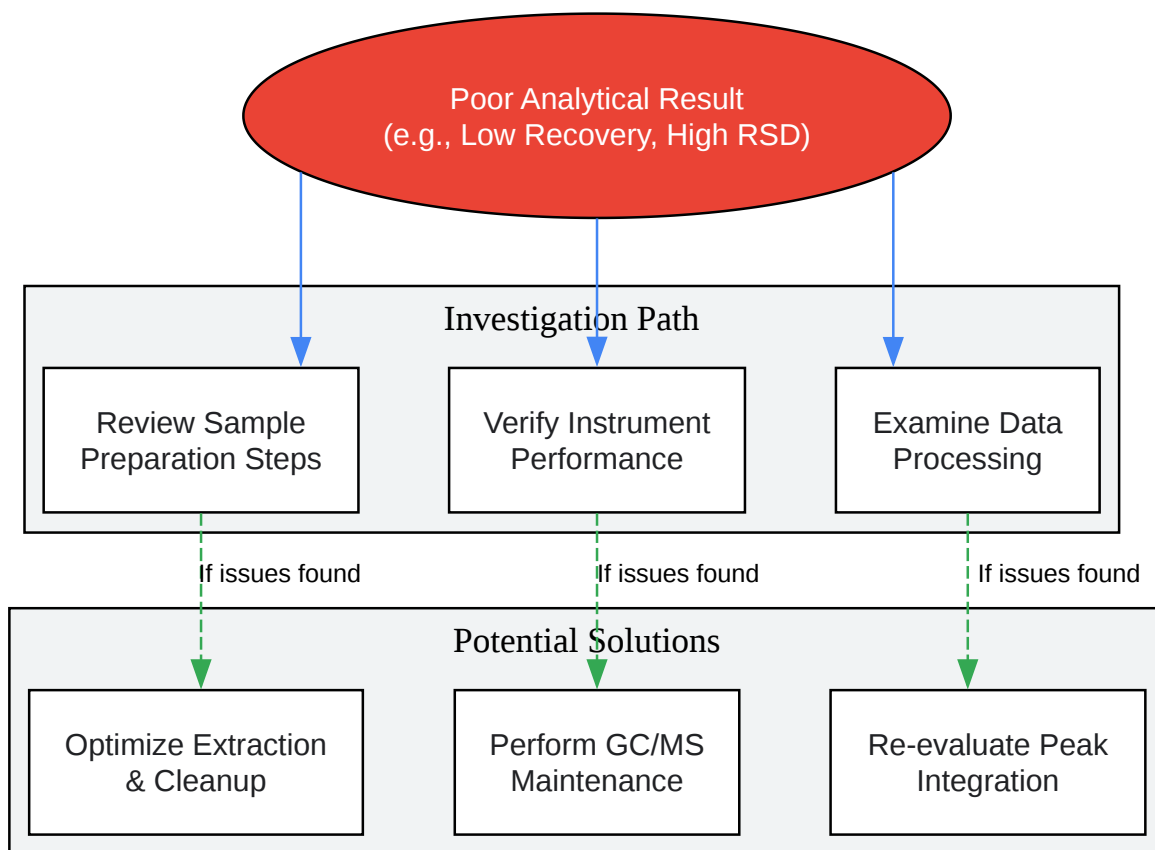 Poor Analytical Result
(e.g., Low Recovery, High RSD)
Investigation Path
Review Sample
Preparation Steps
Verify Instrument
Performance
Examine Data
Processing
If issues found
If issues found
If issues found
Potential Solutions
Optimize Extraction
& Cleanup
Perform GC/MS
Maintenance
Re-evaluate Peak
Integration